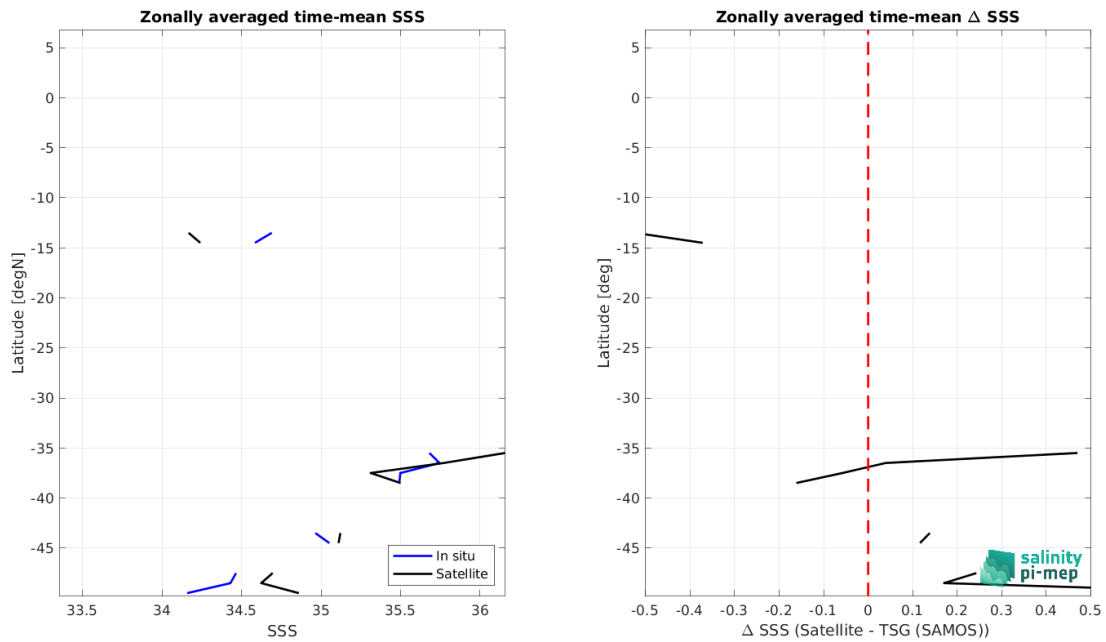 Zonally averaged time-mean SSS
5
0
-5
-10
-15
-20
-25
-30
-35
-40
-45
Latitude [degN]
33.5 34 34.5 35 35.5 36
SSS
In situ
Satellite
Zonally averaged time-mean Δ SSS
5
0
-5
-10
-15
-20
-25
-30
-35
-40
-45
Latitude [deg]
-0.5 -0.4 -0.3 -0.2 -0.1 0 0.1 0.2 0.3 0.4 0.5
Δ SSS (Satellite - TSG (SAMOS))
salinity
pi-mep